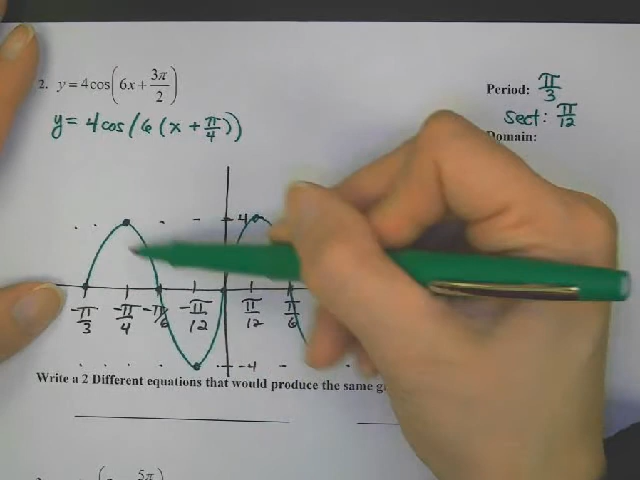 2. y = 4cos(6x + 3π/2)
Period: π/3
y = 4cos(6(x + π/4))
sect: π/12
Domain:
4
-π/3 -π/4 -π/6 -π/12 π/12 π/6
-4
Write a 2 Different equations that would produce the same
5π